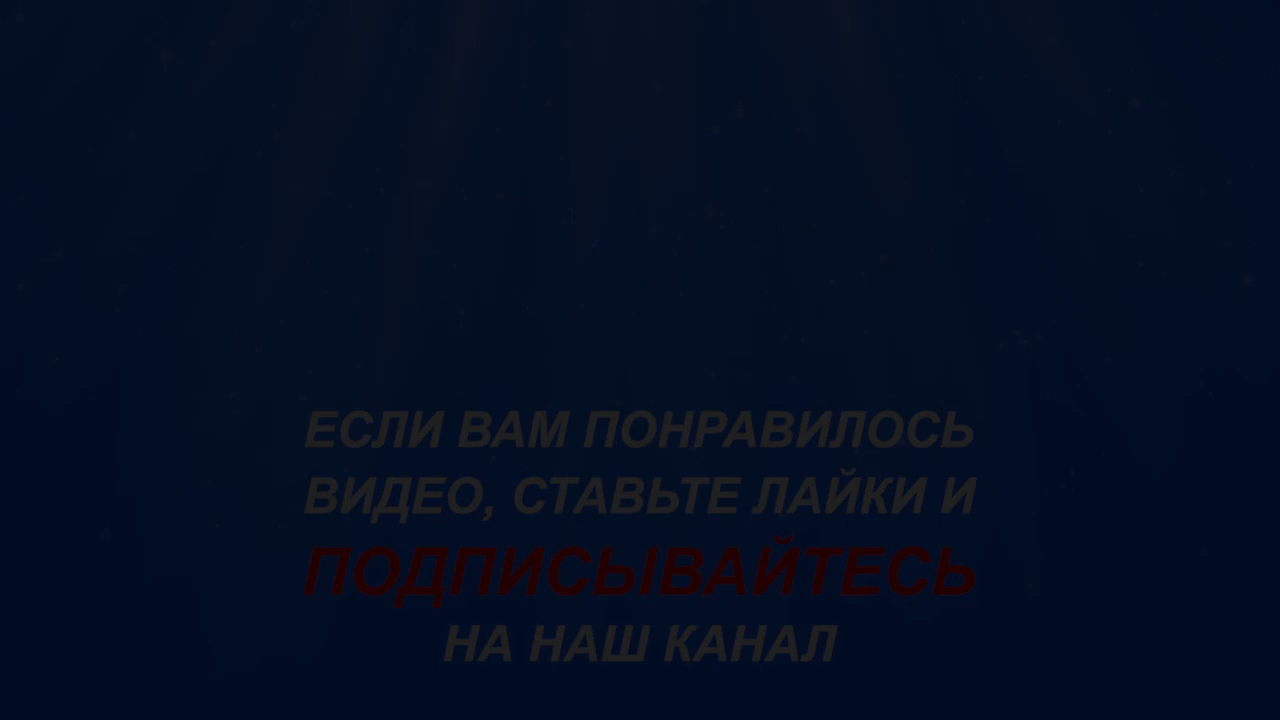 ЕСЛИ ВАМ ПОНРАВИЛОСЬ
ВИДЕО, СТАВЬТЕ ЛАЙКИ И
ПОДПИСЫВАЙТЕСЬ
НА НАШ КАНАЛ